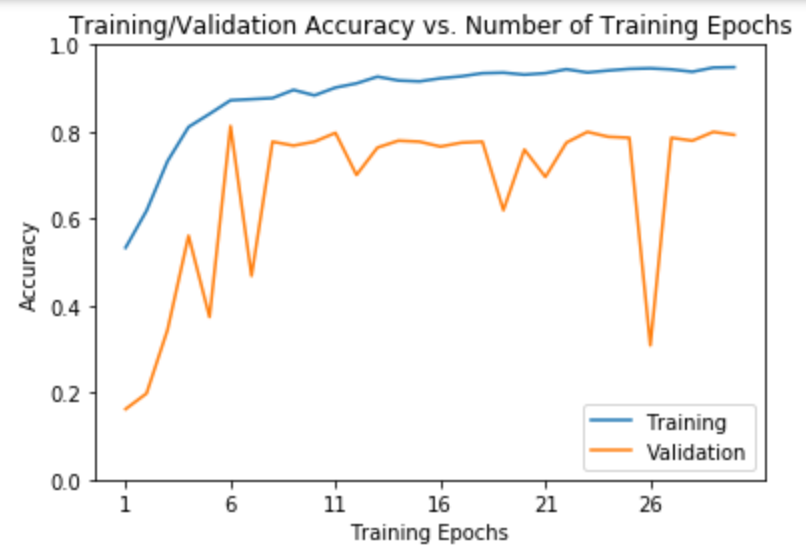 Training/Validation Accuracy vs. Number of Training Epochs
1.0
0.8
0.6
0.4
0.2
0.0
Accuracy
Training
Validation
1 6 11 16 21 26
Training Epochs